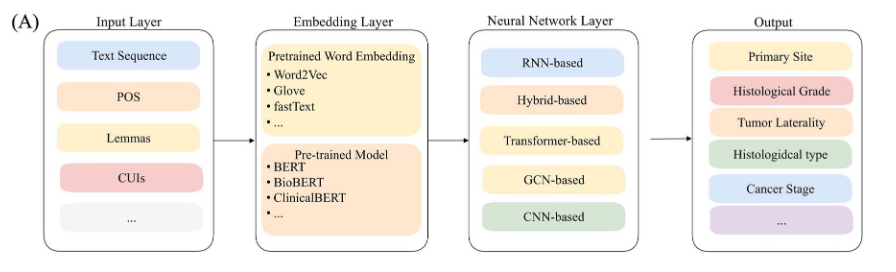 (A)
Input Layer
Text Sequence
POS
Lemmas
CUIs
...
Embedding Layer
Pretrained Word Embedding
• Word2Vec
• Glove
• fastText
• ...
Pre-trained Model
• BERT
• BioBERT
• ClinicalBERT
• ...
Neural Network Layer
RNN-based
Hybrid-based
Transformer-based
GCN-based
CNN-based
Output
Primary Site
Histological Grade
Tumor Laterality
Histologidcal type
Cancer Stage
...